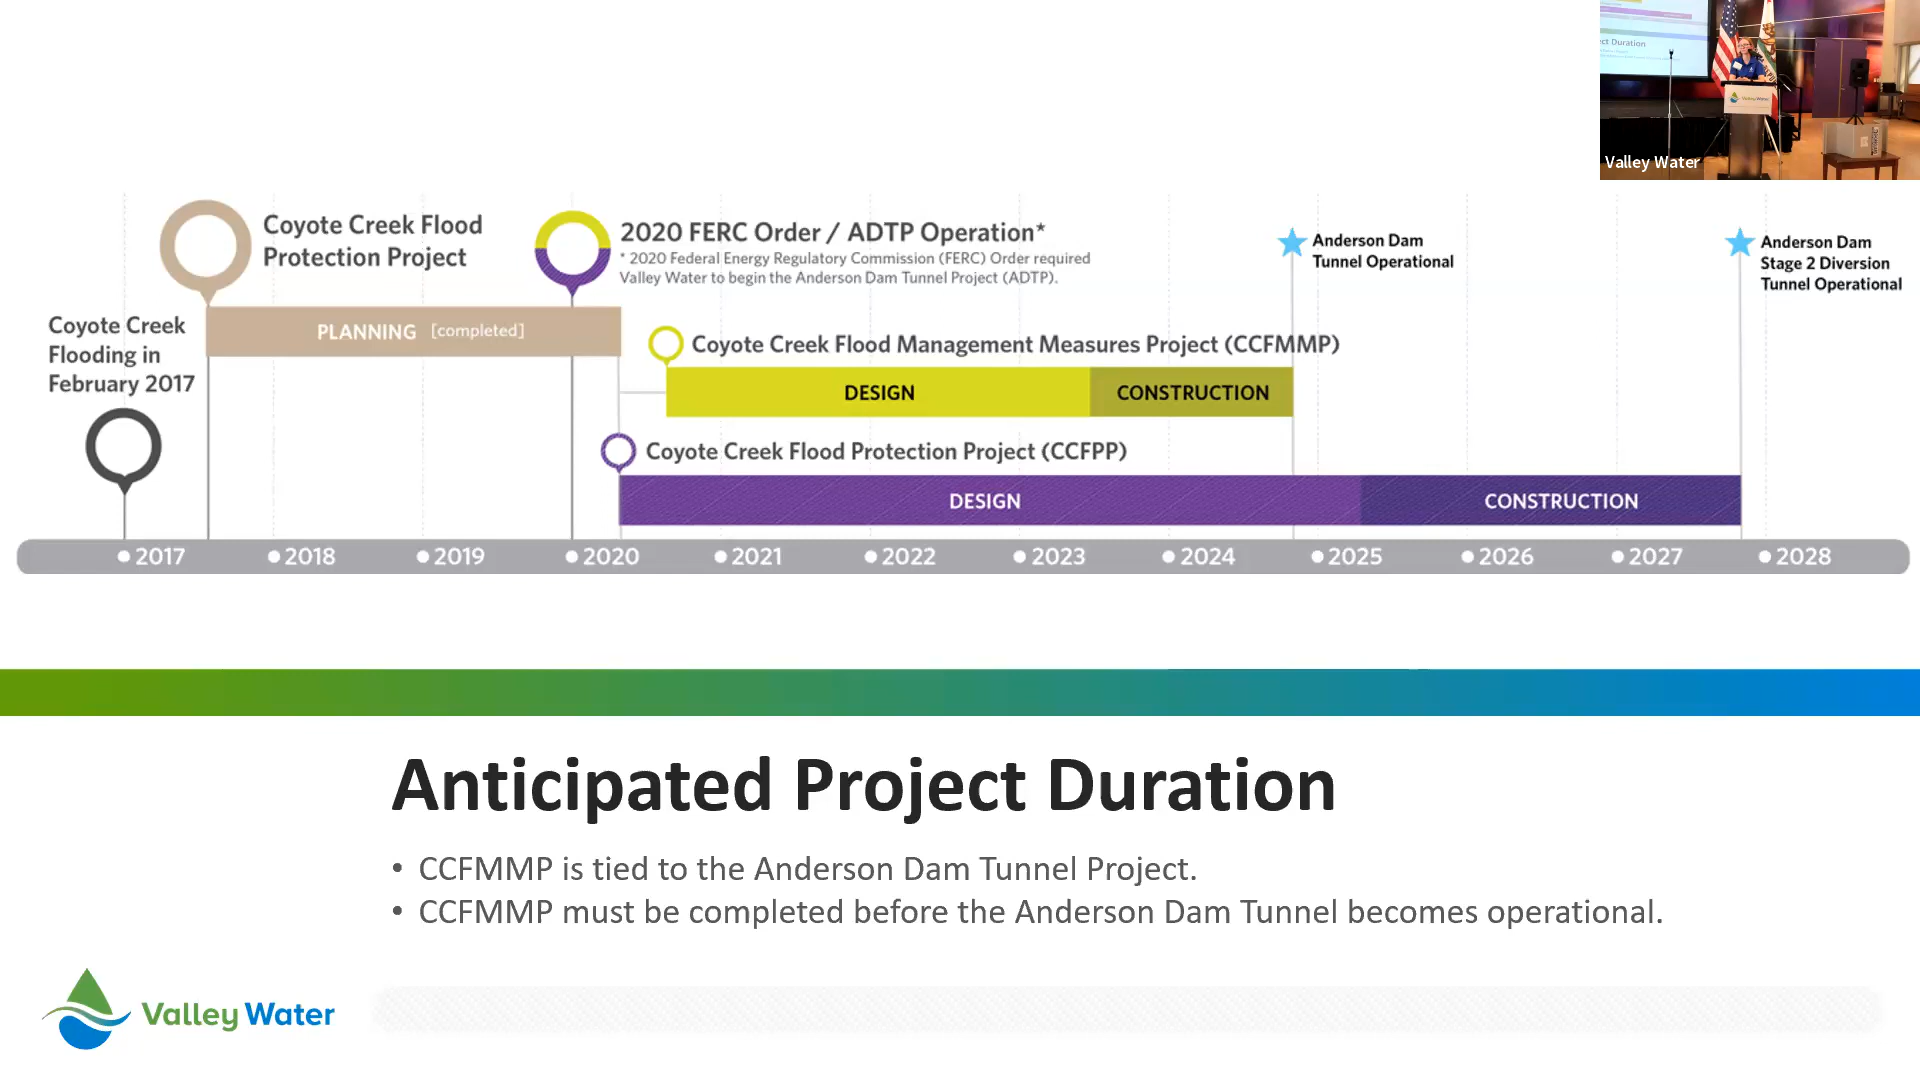 Valley Water
Coyote Creek Flood
Protection Project
2020 FERC Order / ADTP Operation*
* 2020 Federal Energy Regulatory Commission (FERC) Order required
Valley Water to begin the Anderson Dam Tunnel Project (ADTP).
Anderson Dam
Tunnel Operational
Anderson Dam
Stage 2 Diversion
Tunnel Operational
Coyote Creek
Flooding in
February 2017
PLANNING [completed]
Coyote Creek Flood Management Measures Project (CCFMMP)
DESIGN CONSTRUCTION
Coyote Creek Flood Protection Project (CCFPP)
DESIGN CONSTRUCTION
2017 2018 2019 2020 2021 2022 2023 2024 2025 2026 2027 2028
Anticipated Project Duration
• CCFMMP is tied to the Anderson Dam Tunnel Project.
• CCFMMP must be completed before the Anderson Dam Tunnel becomes operational.
Valley Water